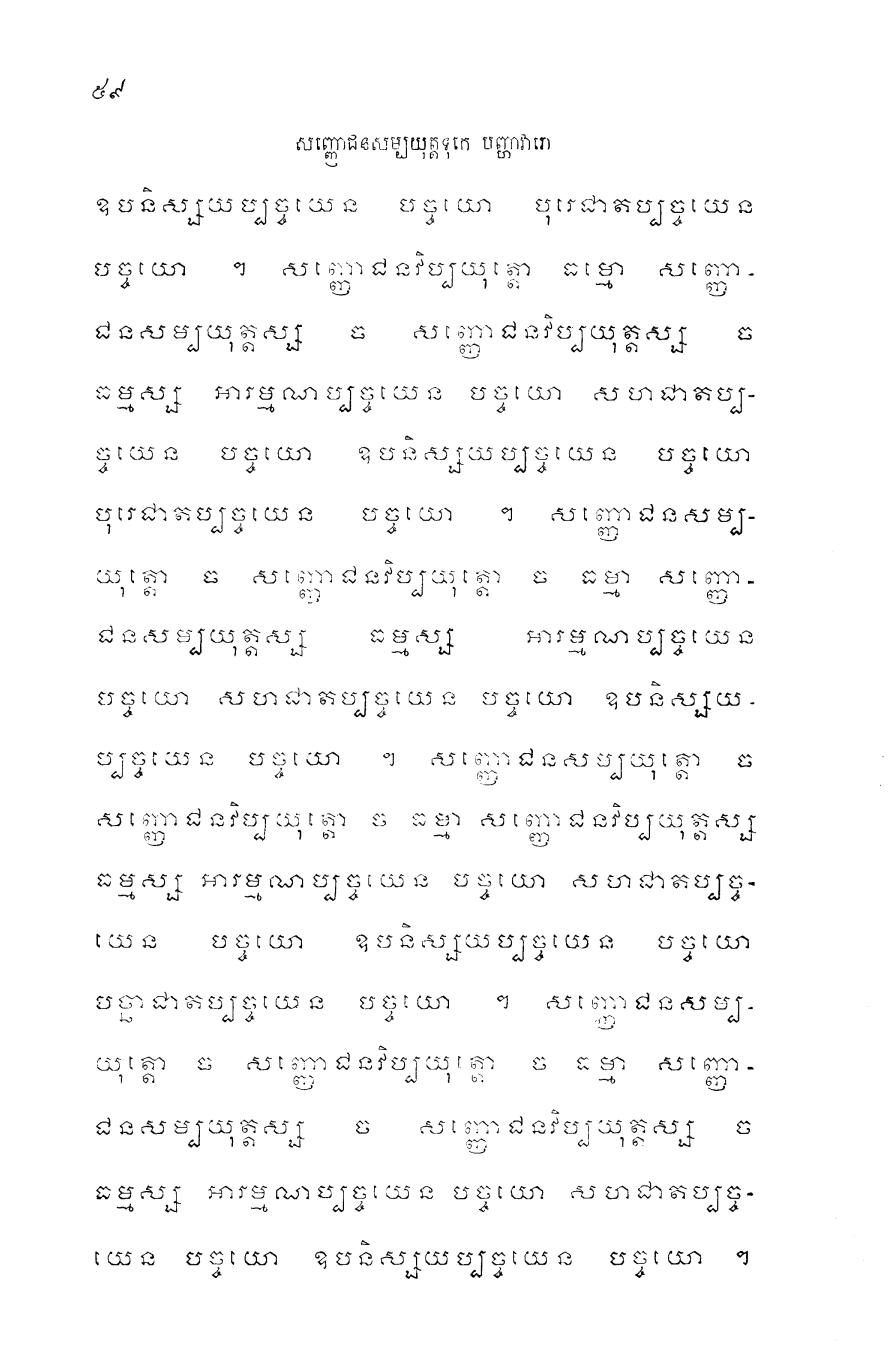 ៥៩
សញ្ញោជនសម្បយុត្តទុកេ បញ្ហាវារោ
ឧបនិស្សយប្បច្ចយេន បច្ចយោ បុរេជាតប្បច្ចយេន
បច្ចយោ ។ សញ្ញោជនវិប្បយុត្តោ ធម្មោ សញ្ញោ-
ជនសម្បយុត្តស្ស ច សញ្ញោជនវិប្បយុត្តស្ស ច
ធម្មស្ស អារម្មណប្បច្ចយេន បច្ចយោ សហជាតប្ប-
ច្ចយេន បច្ចយោ ឧបនិស្សយប្បច្ចយេន បច្ចយោ
បុរេជាតប្បច្ចយេន បច្ចយោ ។ សញ្ញោជនសម្ប-
យុត្តោ ច សញ្ញោជនវិប្បយុត្តោ ច ធម្មា សញ្ញោ-
ជនសម្បយុត្តស្ស ធម្មស្ស អារម្មណប្បច្ចយេន
បច្ចយោ សហជាតប្បច្ចយេន បច្ចយោ ឧបនិស្សយ-
ប្បច្ចយេន បច្ចយោ ។ សញ្ញោជនសម្បយុត្តោ ច
សញ្ញោជនវិប្បយុត្តោ ច ធម្មា សញ្ញោជនវិប្បយុត្តស្ស
ធម្មស្ស អារម្មណប្បច្ចយេន បច្ចយោ សហជាតប្បច្ច-
យេន បច្ចយោ ឧបនិស្សយប្បច្ចយេន បច្ចយោ
បច្ឆាជាតប្បច្ចយេន បច្ចយោ ។ សញ្ញោជនសម្ប-
យុត្តោ ច សញ្ញោជនវិប្បយុត្តោ ច ធម្មា សញ្ញោ-
ជនសម្បយុត្តស្ស ច សញ្ញោជនវិប្បយុត្តស្ស ច
ធម្មស្ស អារម្មណប្បច្ចយេន បច្ចយោ សហជាតប្បច្ច-
យេន បច្ចយោ ឧបនិស្សយប្បច្ចយេន បច្ចយោ ។